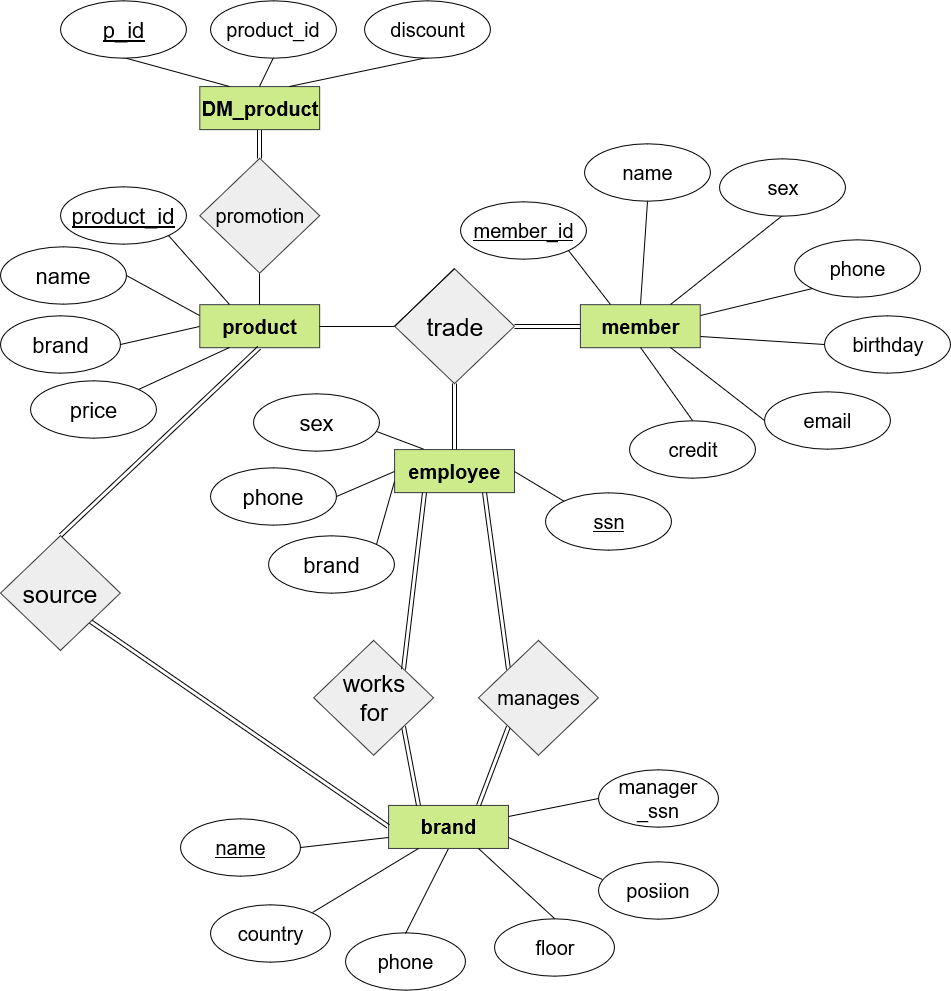 p_id
product_id
discount
DM_product
promotion
product_id
name
brand
price
product
trade
member_id
name
sex
phone
birthday
email
credit
member
sex
phone
brand
employee
ssn
source
works
for
manages
brand
manager
_ssn
name
posiion
country
phone
floor